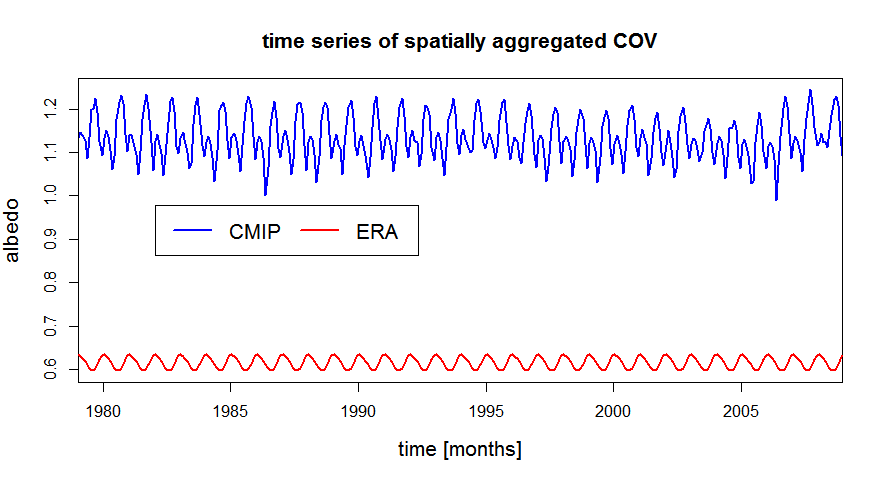 time series of spatially aggregated COV
albedo
1.2
1.1
1.0
0.9
0.8
0.7
0.6
CMIP ERA
1980 1985 1990 1995 2000 2005
time [months]